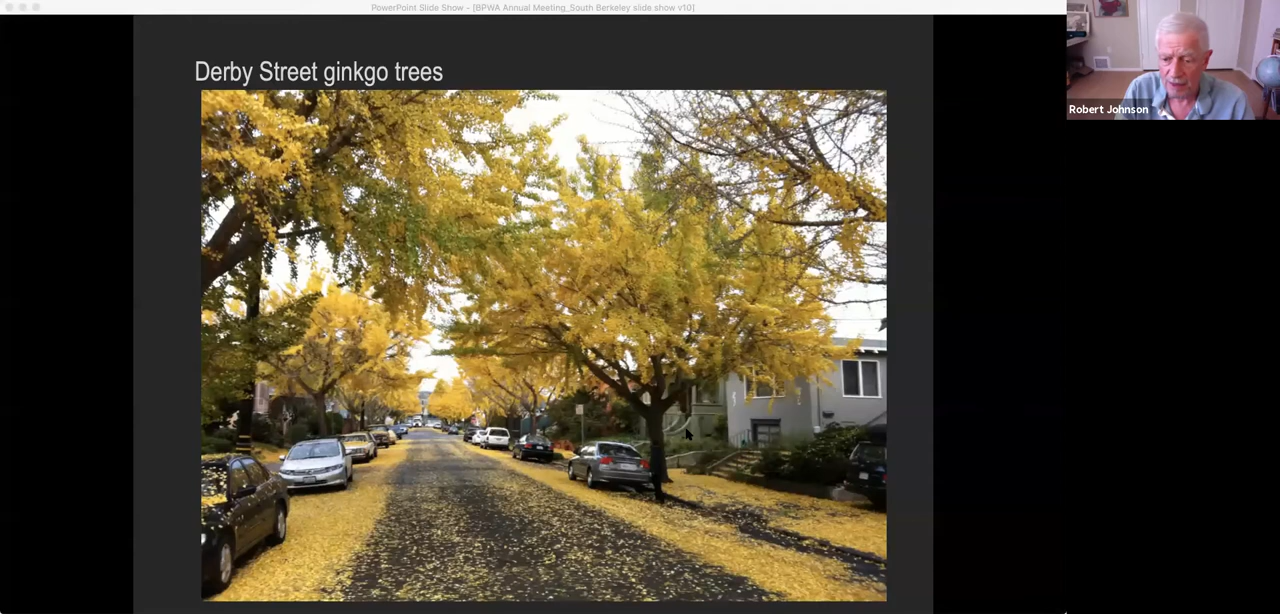 PowerPoint Slide Show - [BPWA Annual Meeting_South Berkeley slide show v10]
Derby Street ginkgo trees
Robert Johnson